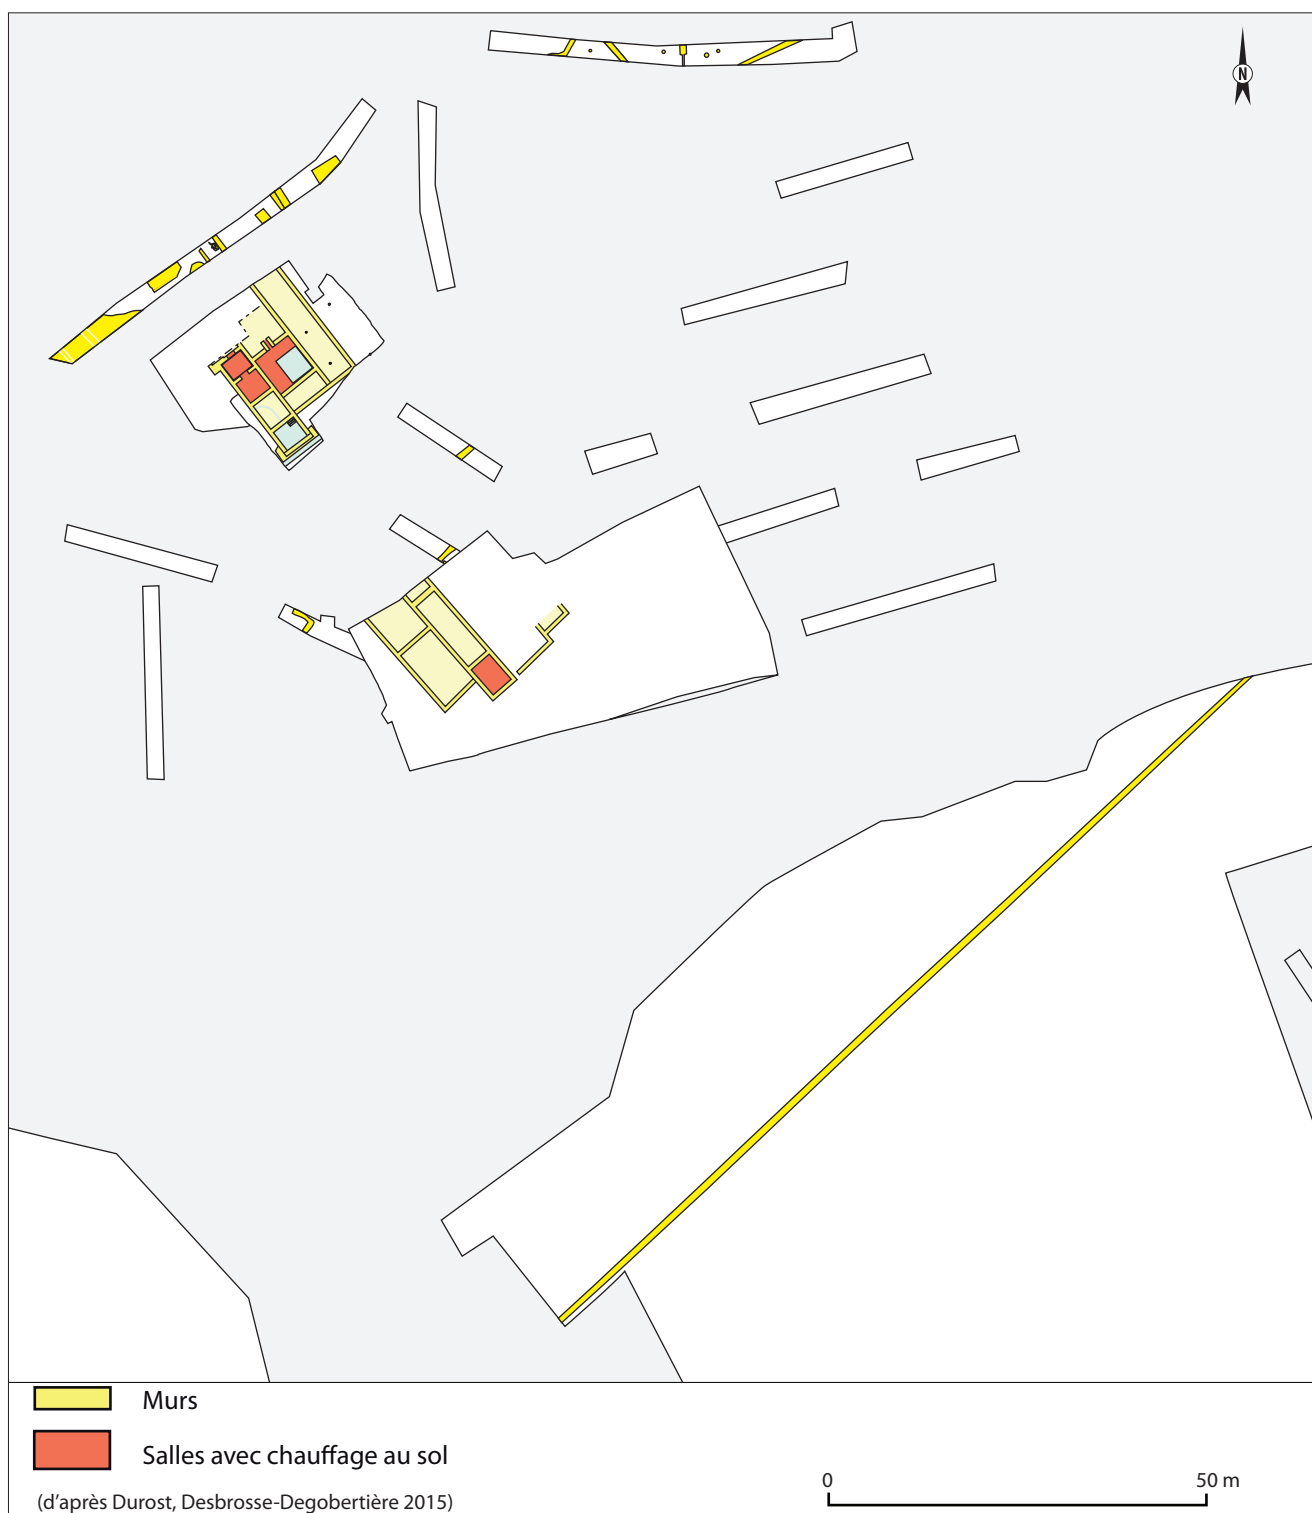 N
Murs
Salles avec chauffage au sol
(d'après Durost, Desbrosse-Degobertière 2015)
0 50 m